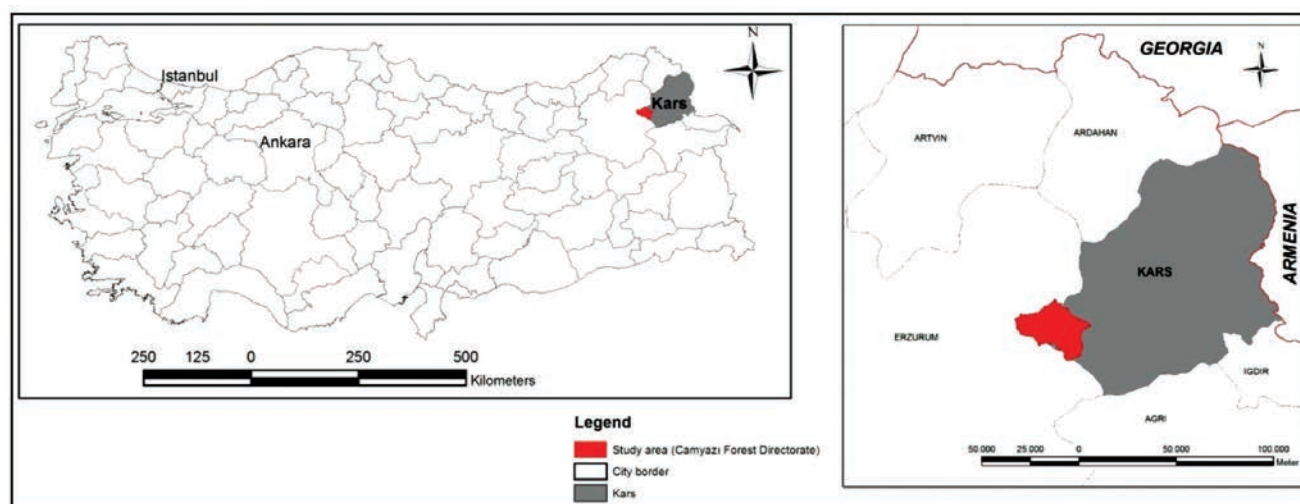 N
Istanbul
Kars
Ankara
250 125 0 250 500
Kilometers
GEORGIA
N
ARTVIN
ARDAHAN
ARMENIA
KARS
ERZURUM
IGDIR
AGRI
50.000 25.000 0 50.000 100.000
Meter
Legend
Study area (Camyazı Forest Directorate)
City border
Kars